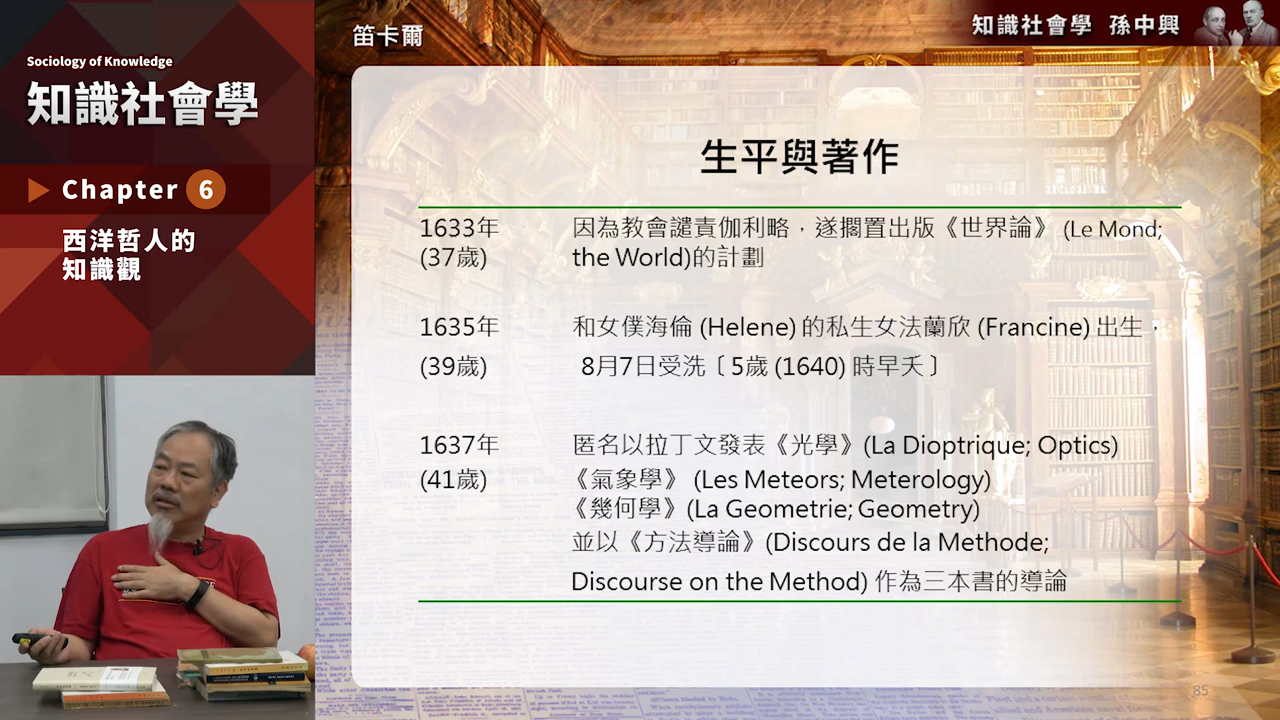 Sociology of Knowledge
知識社會學
Chapter 6
西洋哲人的
知識觀
笛卡爾
知識社會學 孫中興
生平與著作
1633年 因為教會譴責伽利略，遂擱置出版《世界論》 (Le Mond;
(37歲) the World)的計劃
1635年 和女僕海倫 (Helene) 的私生女法蘭欣 (Francine) 出生，
(39歲) 8月7日受洗〔 5歲 (1640) 時早夭〕
1637年 匿名以拉丁文發表《光學》(La Dioptrique; Optics)
(41歲) 《氣象學》 (Les Meteors; Meterology)
《幾何學》(La Geometrie; Geometry)
並以《方法導論》(Discours de la Methode;
Discourse on the Method) 作為三本書的導論
85